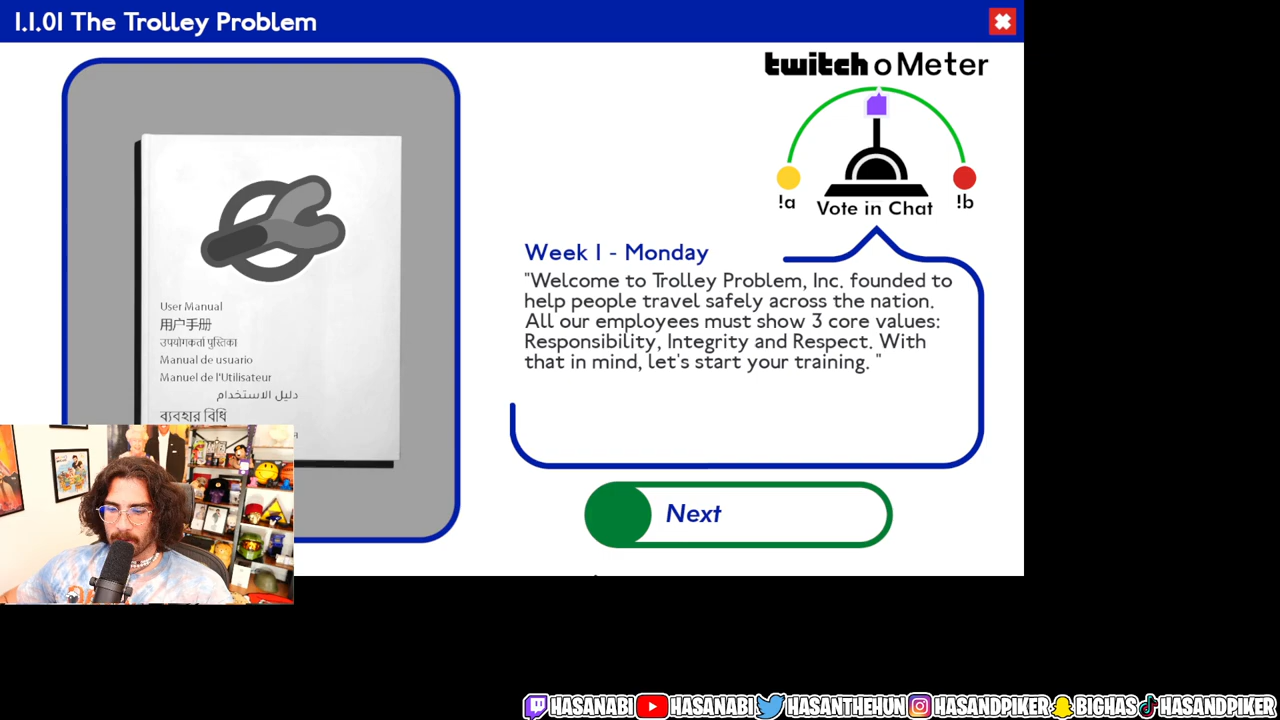 1.1.01 The Trolley Problem
twitch o Meter
!a
Vote in Chat
!b
User Manual
用户手册
उपयोगकर्ता पुस्तिका
Manual de usuario
Manuel de l'Utilisateur
دليل الاستخدام
ব্যবহার বিধি
Week 1 - Monday
"Welcome to Trolley Problem, Inc. founded to
help people travel safely across the nation.
All our employees must show 3 core values:
Responsibility, Integrity and Respect. With
that in mind, let's start your training. "
Next
HASANABI HASANABI HASANTHEHUN HASANDPIKER BIGHAS HASANDPIKER